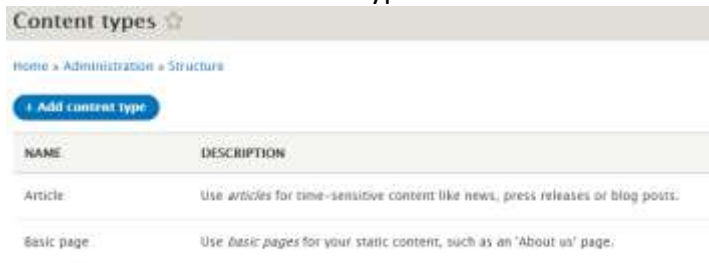 Content types
Home » Administration » Structure
+ Add content type
NAME DESCRIPTION
Article Use articles for time-sensitive content like news, press releases or blog posts.
Basic page Use basic pages for your static content, such as an 'About us' page.